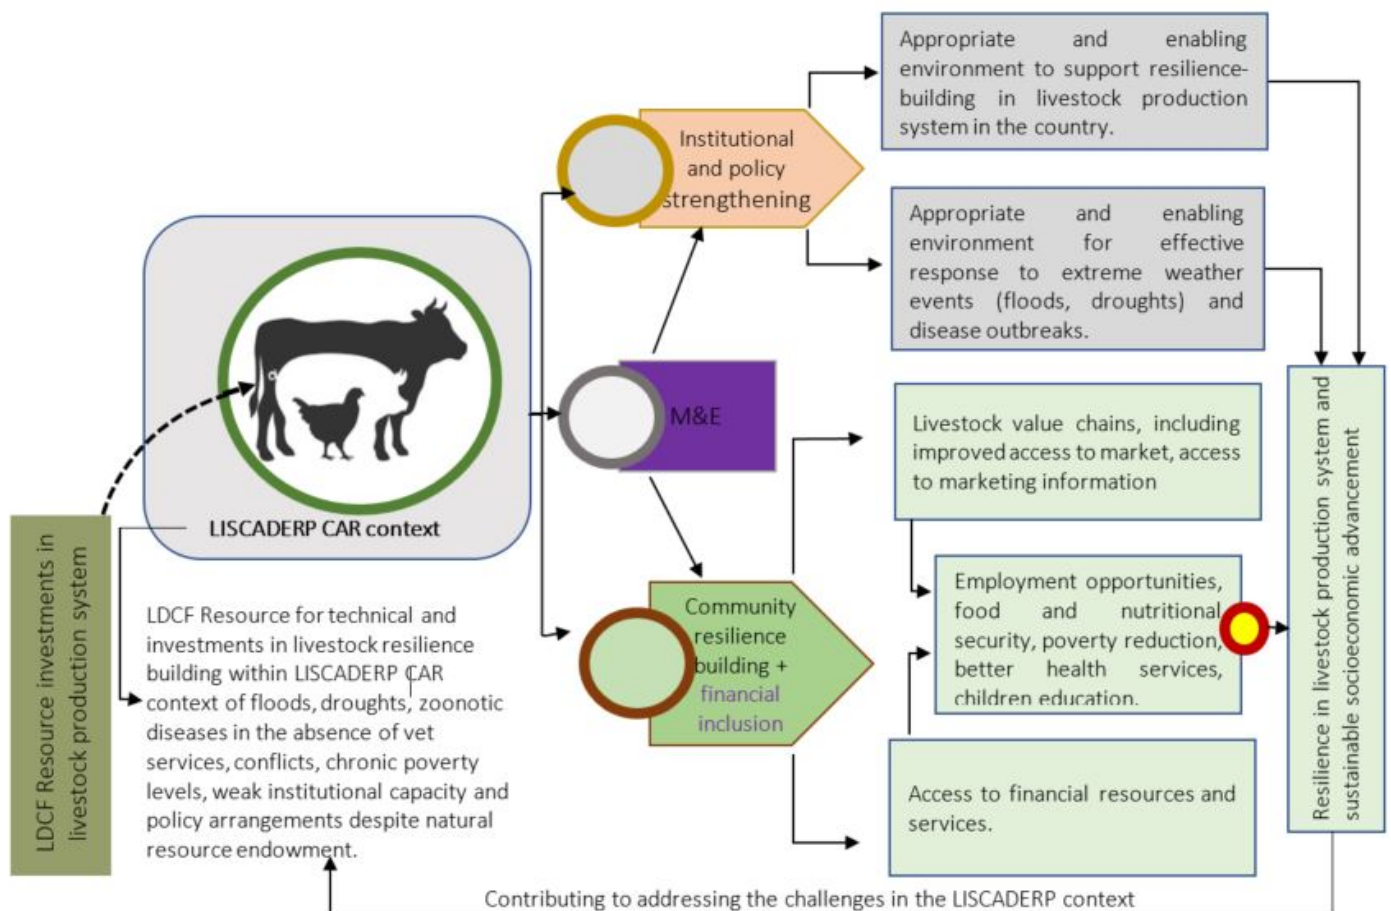 LDCF Resource investments in
livestock production system
LISCADERP CAR context
LDCF Resource for technical and
investments in livestock resilience
building within LISCADERP CAR
context of floods, droughts, zoonotic
diseases in the absence of vet
services, conflicts, chronic poverty
levels, weak institutional capacity and
policy arrangements despite natural
resource endowment.
Institutional
and policy
strengthening
M&E
Community
resilience
building +
financial
inclusion
Appropriate and enabling
environment to support resilience-
building in livestock production
system in the country.
Appropriate and enabling
environment for effective
response to extreme weather
events (floods, droughts) and
disease outbreaks.
Livestock value chains, including
improved access to market, access
to marketing information
Employment opportunities,
food and nutritional
security, poverty reduction,
better health services,
children education.
Access to financial resources and
services.
Resilience in livestock production system and
sustainable socioeconomic advancement
Contributing to addressing the challenges in the LISCADERP context